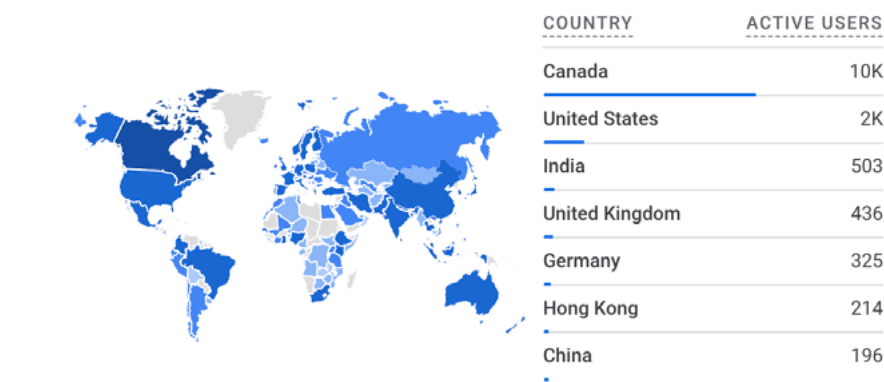 COUNTRY ACTIVE USERS
Canada 10K
United States 2K
India 503
United Kingdom 436
Germany 325
Hong Kong 214
China 196